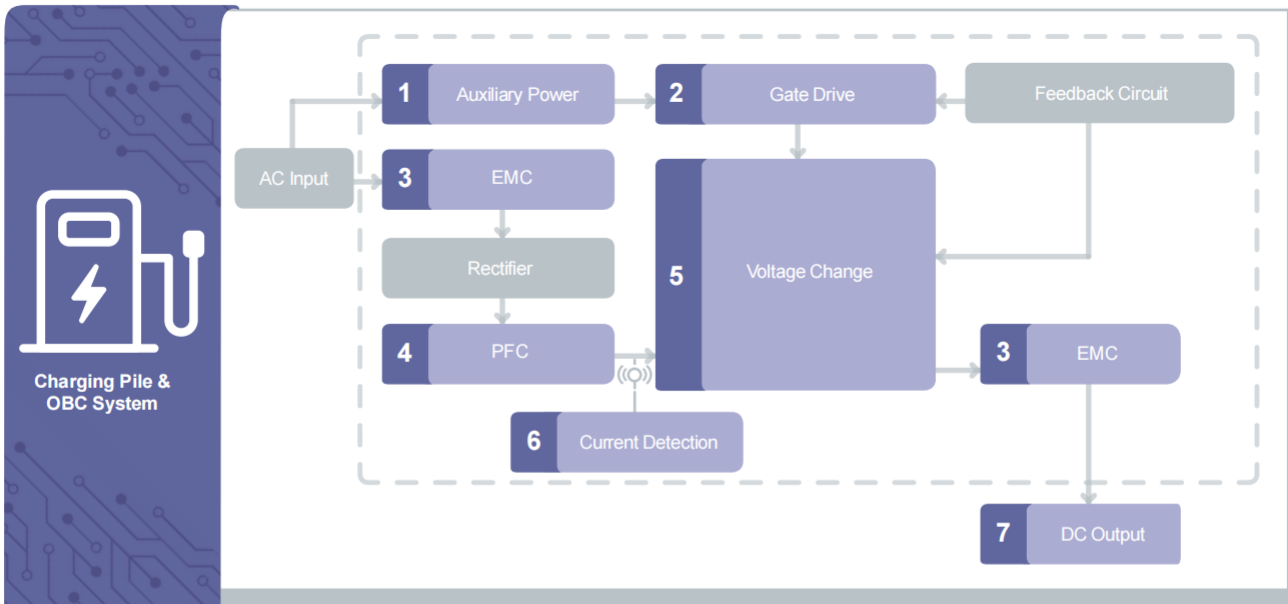 Charging Pile &
OBC System
AC Input
1 Auxiliary Power
2 Gate Drive
Feedback Circuit
3 EMC
Rectifier
4 PFC
5 Voltage Change
6 Current Detection
3 EMC
7 DC Output